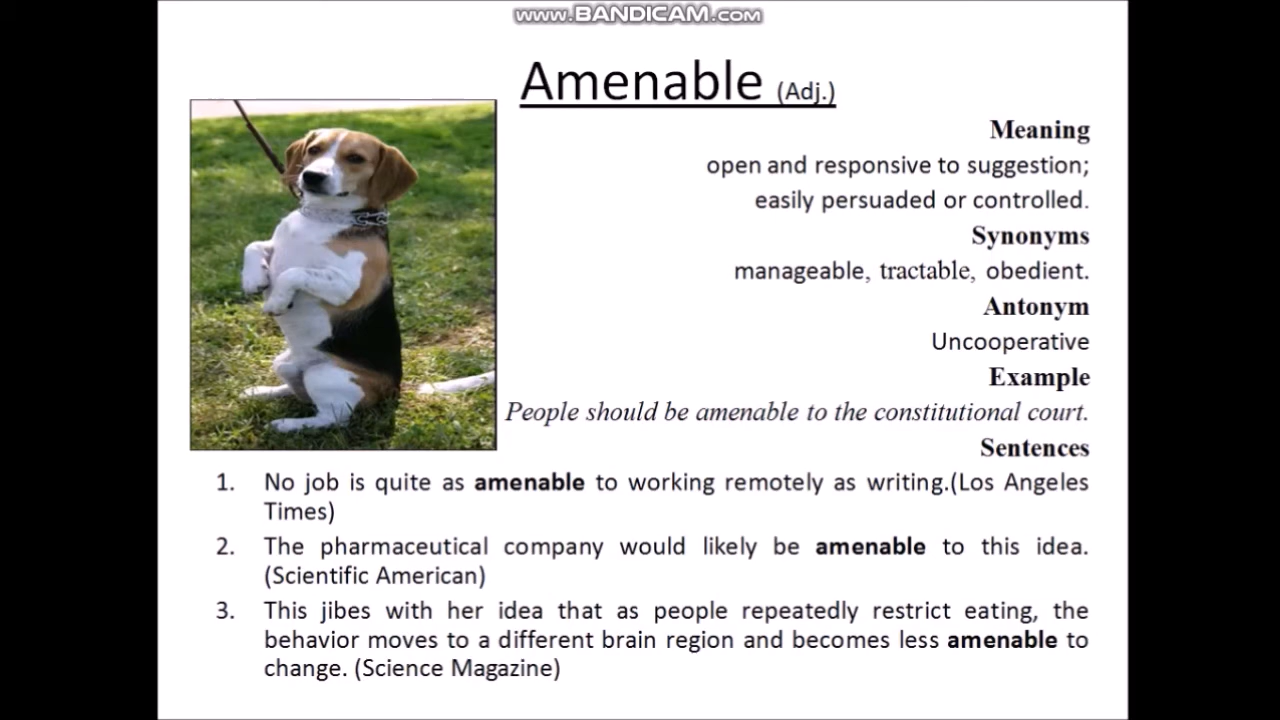 www.BANDICAM.com
Amenable (Adj.)
Meaning
open and responsive to suggestion;
easily persuaded or controlled.
Synonyms
manageable, tractable, obedient.
Antonym
Uncooperative
Example
People should be amenable to the constitutional court.
Sentences
1. No job is quite as amenable to working remotely as writing.(Los Angeles
Times)
2. The pharmaceutical company would likely be amenable to this idea.
(Scientific American)
3. This jibes with her idea that as people repeatedly restrict eating, the
behavior moves to a different brain region and becomes less amenable to
change. (Science Magazine)